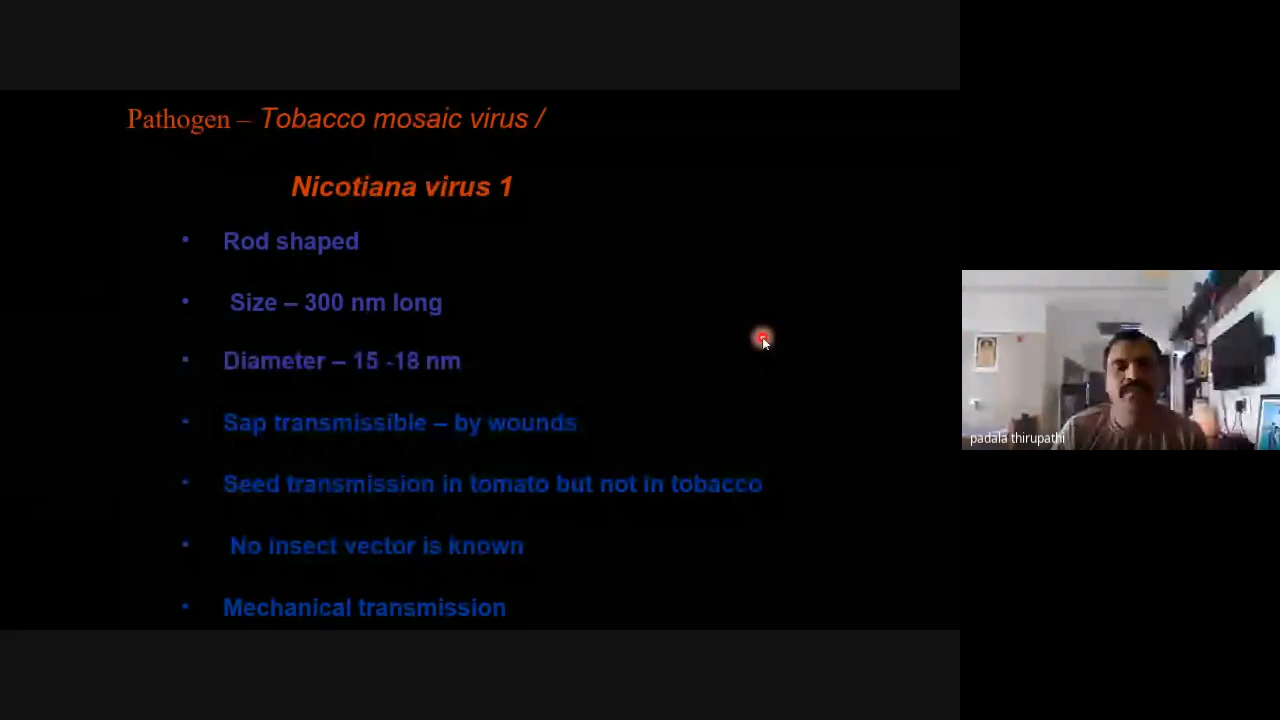 Pathogen – Tobacco mosaic virus /
Nicotiana virus 1
• Rod shaped
• Size – 300 nm long
• Diameter – 15 -18 nm
• Sap transmissible – by wounds
• Seed transmission in tomato but not in tobacco
• No insect vector is known
• Mechanical transmission
padala thirupathi